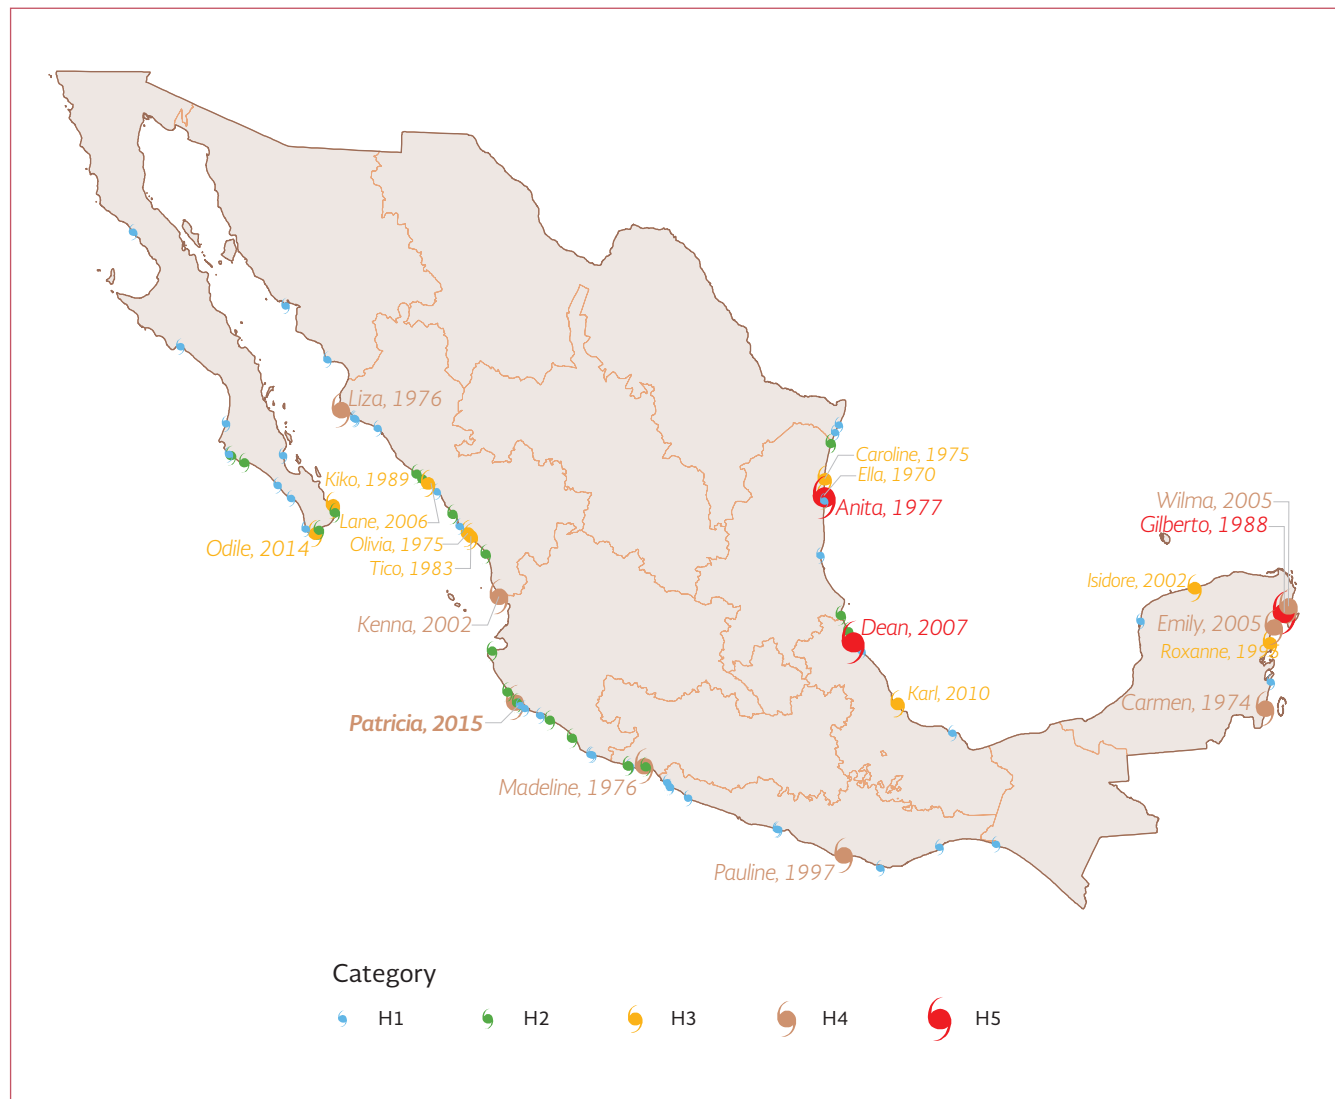 Liza, 1976
Caroline, 1975
Ella, 1970
Kiko, 1989
Anita, 1977
Wilma, 2005
Lane, 2006
Gilberto, 1988
Olivia, 1975
Odile, 2014
Tico, 1983
Isidore, 2002
Kenna, 2002
Dean, 2007
Emily, 2005
Roxanne, 1995
Karl, 2010
Carmen, 1974
Patricia, 2015
Madeline, 1976
Pauline, 1997
Category
H1 H2 H3 H4 H5